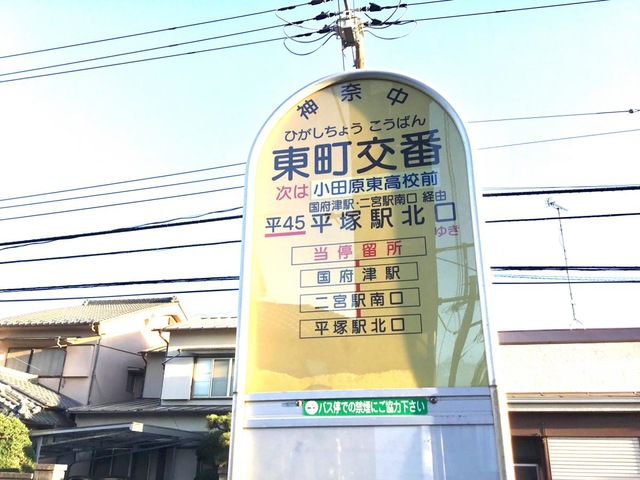 神奈中
ひがしちょう こうばん
東町交番
次は 小田原東高校前
国府津駅・二宮駅南口 経由
平45 平塚駅北口 ゆき
当停留所
国府津駅
二宮駅南口
平塚駅北口
バス停での禁煙にご協力下さい